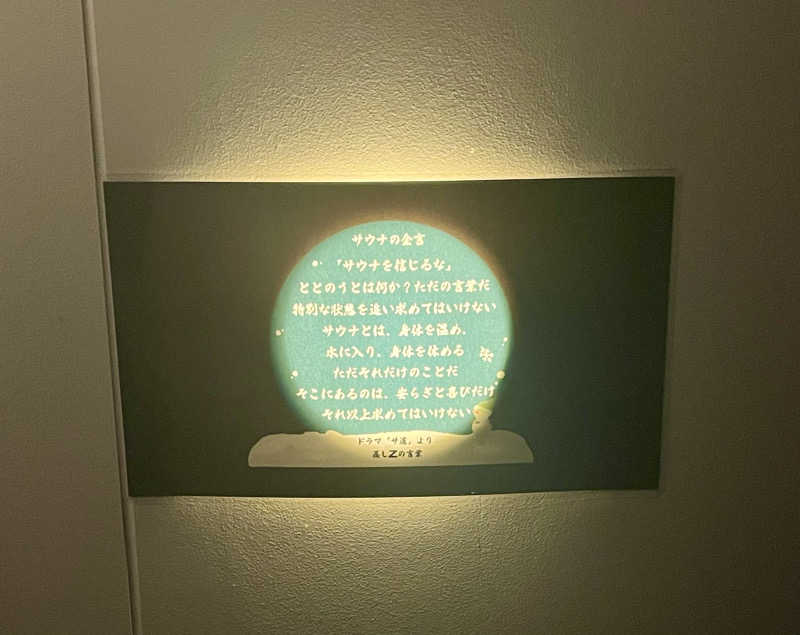 サウナの金言
「サウナを信じるな」
ととのうとは何か？ただの言葉だ
特別な状態を追い求めてはいけない
サウナとは、身体を温め、
水に入り、身体を休める
ただそれだけのことだ
そこにあるのは、安らぎと喜びだけ
それ以上求めてはいけない
ドラマ「サ道」より
蒸しZの言葉